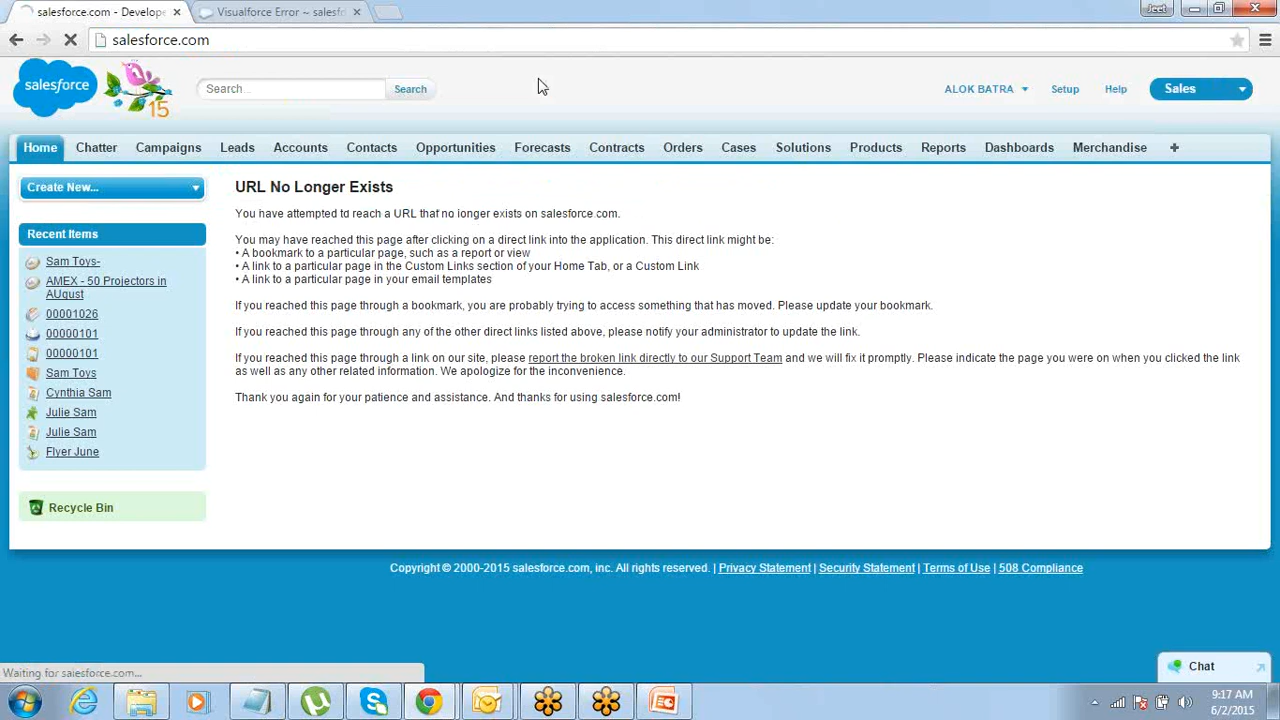 salesforce.com - Develope
Visualforce Error ~ salesf
Jeet
salesforce.com
salesforce
15
Search...
Search
ALOK BATRA
Setup
Help
Sales
Home
Chatter
Campaigns
Leads
Accounts
Contacts
Opportunities
Forecasts
Contracts
Orders
Cases
Solutions
Products
Reports
Dashboards
Merchandise
+
Create New...
Recent Items
Sam Toys-
AMEX - 50 Projectors in
AUgust
00001026
00000101
00000101
Sam Toys
Cynthia Sam
Julie Sam
Julie Sam
Flyer June
Recycle Bin
URL No Longer Exists
You have attempted to reach a URL that no longer exists on salesforce.com.
You may have reached this page after clicking on a direct link into the application. This direct link might be:
• A bookmark to a particular page, such as a report or view
• A link to a particular page in the Custom Links section of your Home Tab, or a Custom Link
• A link to a particular page in your email templates
If you reached this page through a bookmark, you are probably trying to access something that has moved. Please update your bookmark.
If you reached this page through any of the other direct links listed above, please notify your administrator to update the link.
If you reached this page through a link on our site, please report the broken link directly to our Support Team and we will fix it promptly. Please indicate the page you were on when you clicked the link
as well as any other related information. We apologize for the inconvenience.
Thank you again for your patience and assistance. And thanks for using salesforce.com!
Copyright © 2000-2015 salesforce.com, inc. All rights reserved. | Privacy Statement | Security Statement | Terms of Use | 508 Compliance
Waiting for salesforce.com...
Chat
9:17 AM
6/2/2015